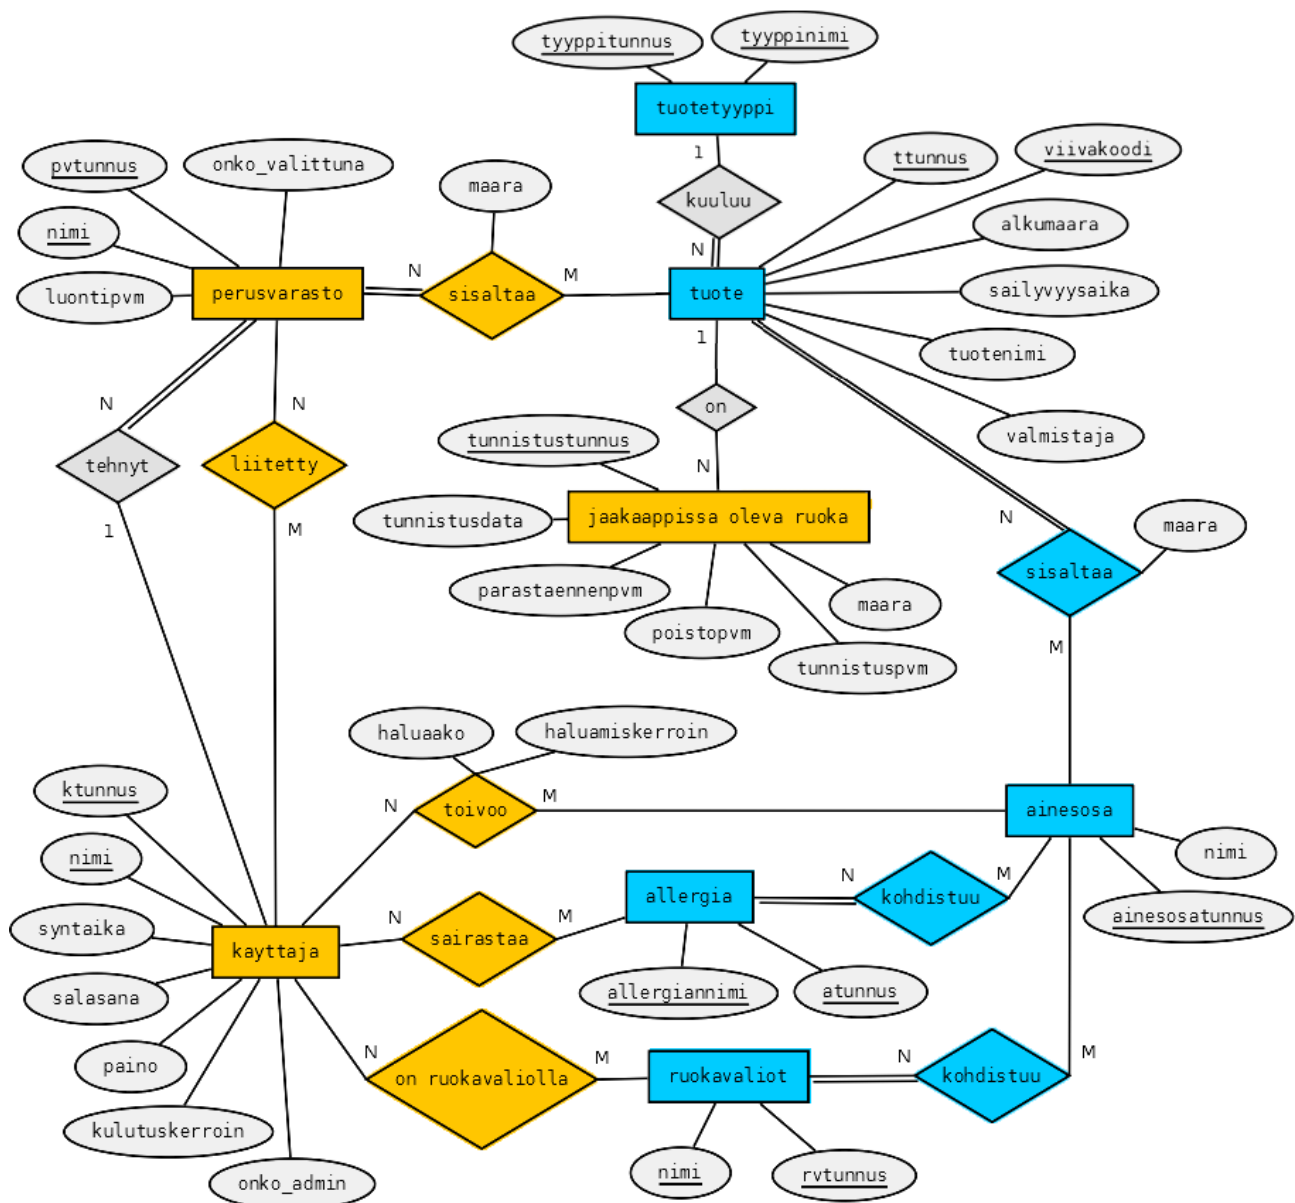 tyyppitunnus
tyyppinimi
tuotetyyppi
1
kuuluu
N
pvtunnus
onko_valittuna
nimi
luontipvm
perusvarasto
N
maara
sisaltaa
M
tuote
ttunnus
viivakoodi
alkumaara
sailyvyysaika
tuotenimi
valmistaja
1
on
N
N
tehnyt
1
N
liitetty
M
tunnistustunnus
jaakaappissa oleva ruoka
tunnistusdata
parastaennenpvm
poistopvm
maara
tunnistuspvm
N
sisaltaa
maara
M
haluaako
haluamiskerroin
N
toivoo
M
ainesosa
nimi
ainesosatunnus
ktunnus
nimi
syntaika
salasana
paino
kulutuskerroin
onko_admin
kayttaja
N
sairastaa
M
allergia
N
kohdistuu
M
allergiannimi
atunnus
N
on ruokavaliolla
M
ruokavaliot
N
kohdistuu
M
nimi
rvtunnus